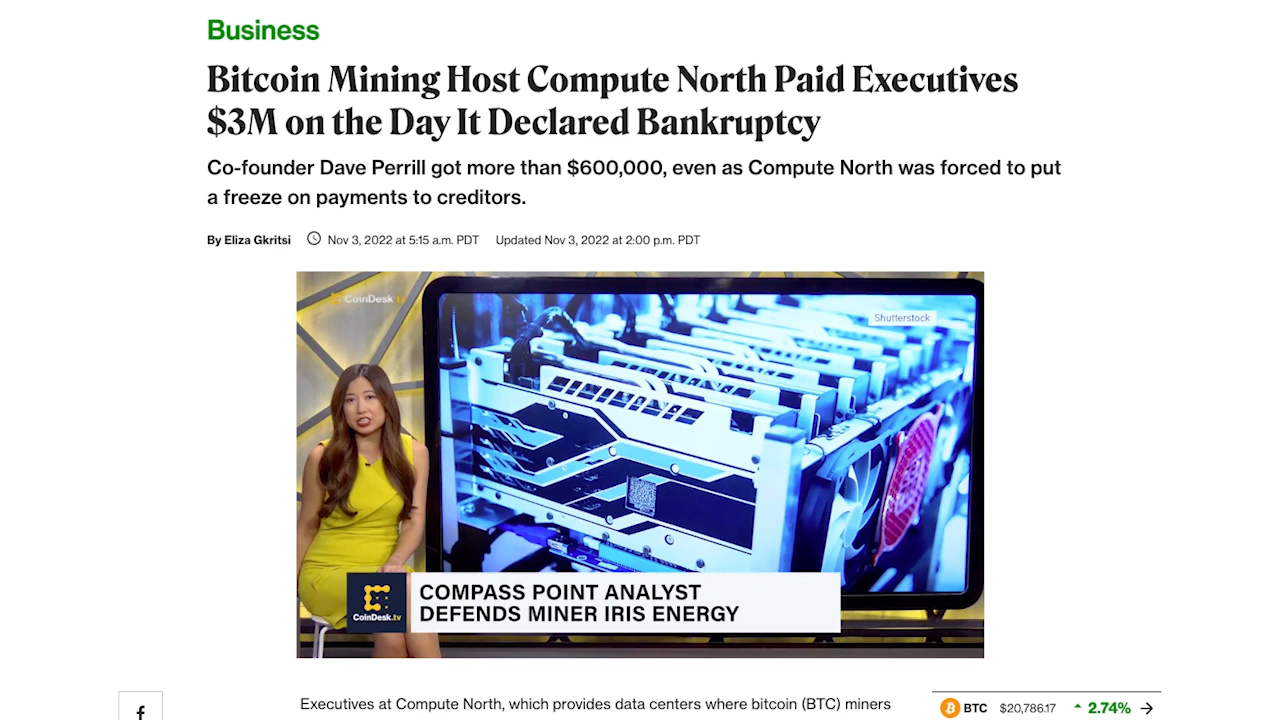 Business
Bitcoin Mining Host Compute North Paid Executives
$3M on the Day It Declared Bankruptcy
Co-founder Dave Perrill got more than $600,000, even as Compute North was forced to put
a freeze on payments to creditors.
By Eliza Gkritsi Nov 3, 2022 at 5:15 a.m. PDT Updated Nov 3, 2022 at 2:00 p.m. PDT
CoinDesk tv
Shutterstock
COMPASS POINT ANALYST
DEFENDS MINER IRIS ENERGY
CoinDesk.tv
Executives at Compute North, which provides data centers where bitcoin (BTC) miners
f
BTC $20,786.17 2.74%